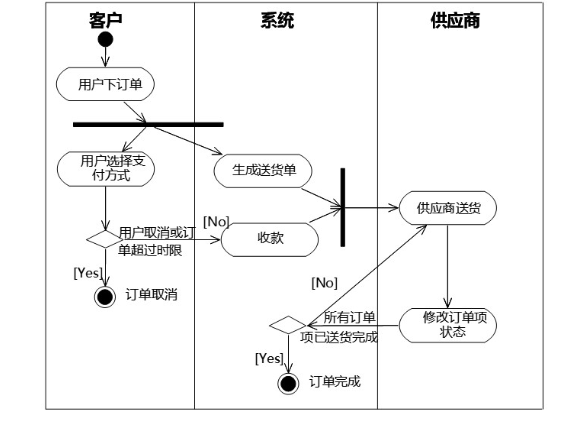 客户
系统
供应商
用户下订单
用户选择支
付方式
生成送货单
供应商送货
[No]
用户取消或订
单超过时限
收款
[Yes]
订单取消
[No]
所有订单
项已送货完成
修改订单项
状态
[Yes]
订单完成